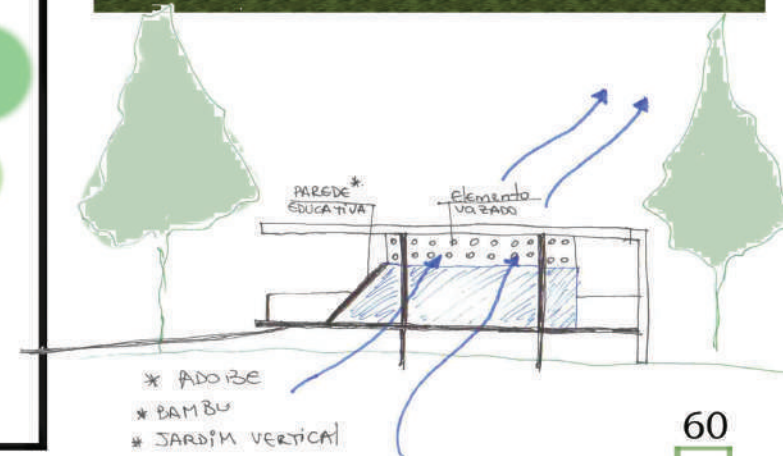 PAREDE*
EDUCATIVA
elemento
VAZADO
* ADOBE
* BAMBU
* JARDIM VERTICAL
60